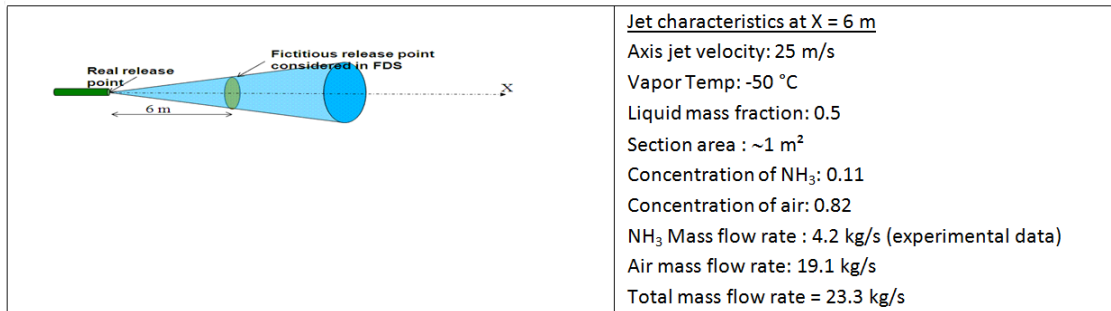 Real release
point
Fictitious release point
considered in FDS
X
6 m
Jet characteristics at X = 6 m
Axis jet velocity: 25 m/s
Vapor Temp: -50 °C
Liquid mass fraction: 0.5
Section area : ~1 m²
Concentration of NH₃: 0.11
Concentration of air: 0.82
NH₃ Mass flow rate : 4.2 kg/s (experimental data)
Air mass flow rate: 19.1 kg/s
Total mass flow rate = 23.3 kg/s